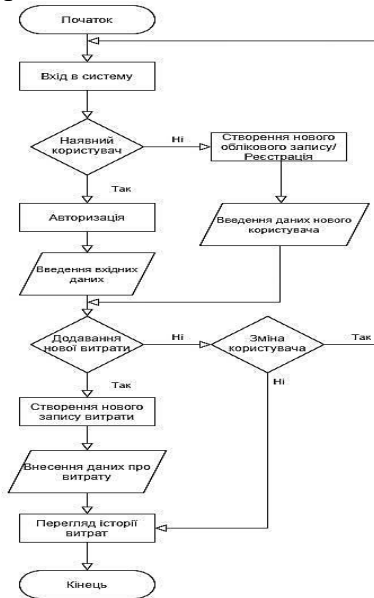 Початок
Вхід в систему
Наявний
користувач
Ні
Створення нового
облікового запису/
Реєстрація
Так
Авторизація
Введення даних нового
користувача
Введення вхідних
даних
Додавання
нової витрати
Ні
Зміна
користувача
Так
Так
Ні
Створення нового
запису витрати
Внесення даних про
витрату
Перегляд історії
витрат
Кінець